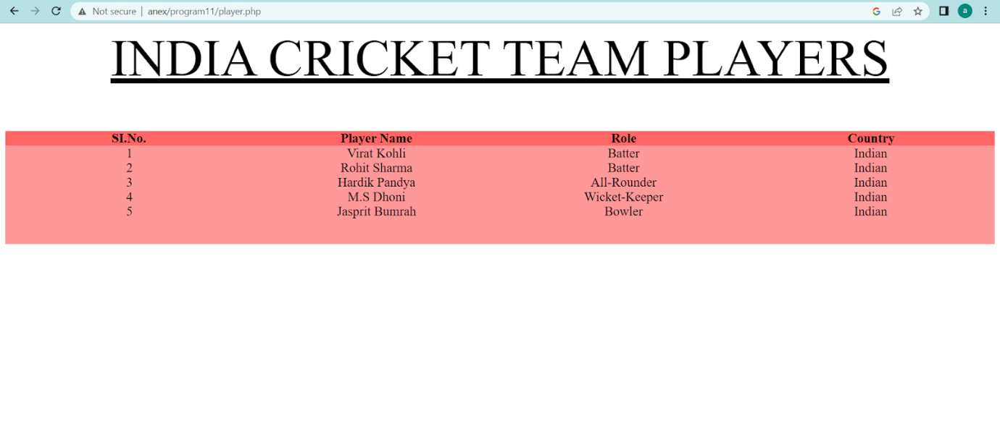 Not secure | anex/program11/player.php
a
INDIA CRICKET TEAM PLAYERS
SI.No. Player Name Role Country
1 Virat Kohli Batter Indian
2 Rohit Sharma Batter Indian
3 Hardik Pandya All-Rounder Indian
4 M.S Dhoni Wicket-Keeper Indian
5 Jasprit Bumrah Bowler Indian